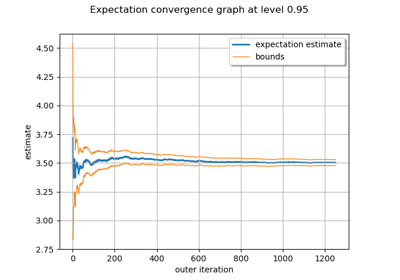 Expectation convergence graph at level 0.95
expectation estimate
bounds
4.50
4.25
4.00
3.75
3.50
3.25
3.00
2.75
estimate
0 200 400 600 800 1000 1200
outer iteration